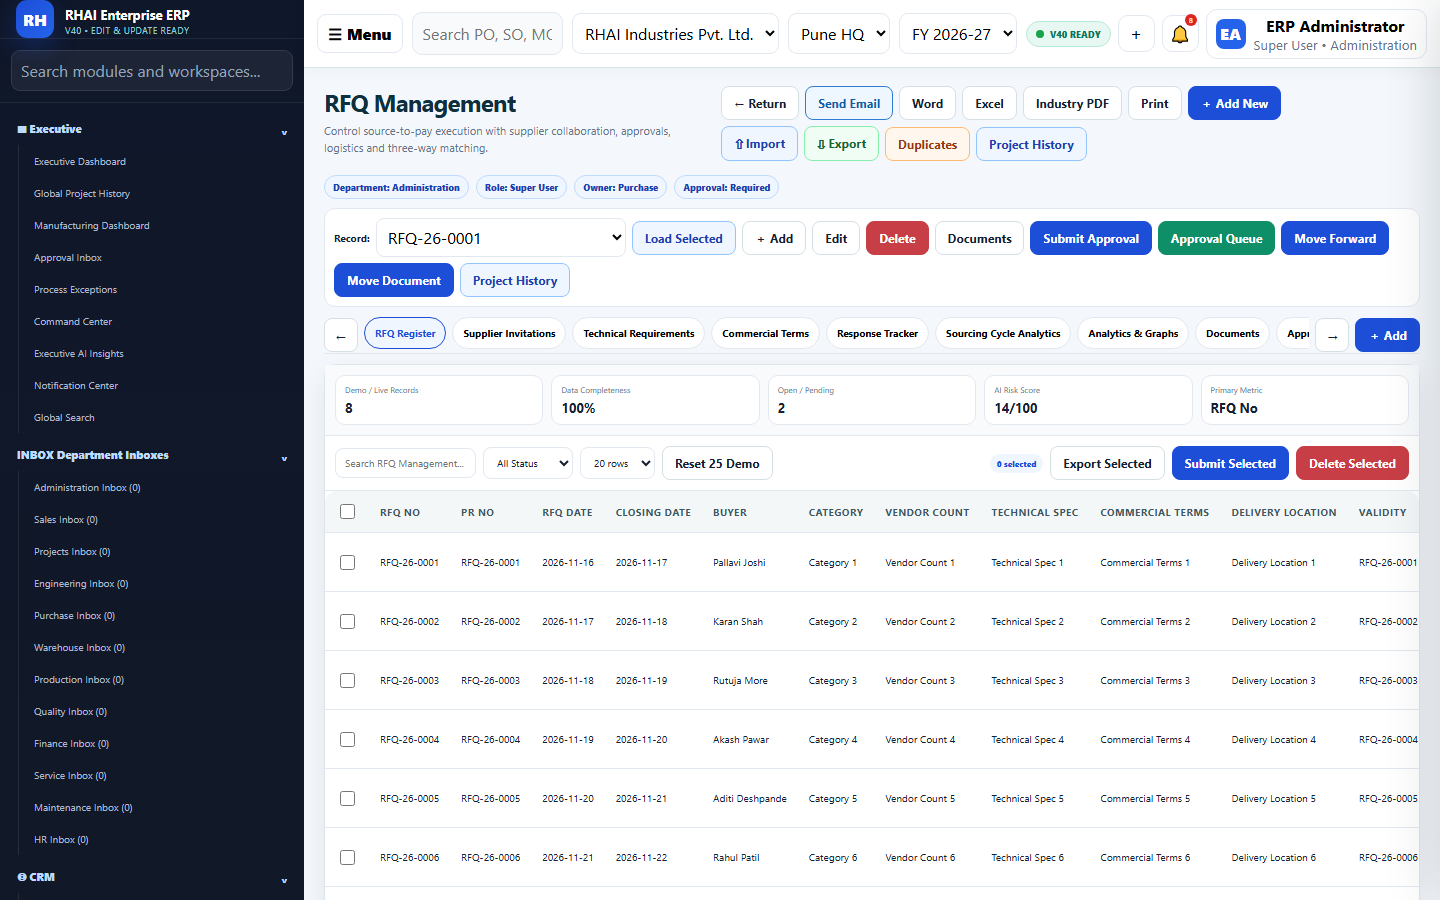 RH
RHAI Enterprise ERP
V40 • EDIT & UPDATE READY
Search modules and workspaces...
Executive
Executive Dashboard
Global Project History
Manufacturing Dashboard
Approval Inbox
Process Exceptions
Command Center
Executive AI Insights
Notification Center
Global Search
INBOX Department Inboxes
Administration Inbox (0)
Sales Inbox (0)
Projects Inbox (0)
Engineering Inbox (0)
Purchase Inbox (0)
Warehouse Inbox (0)
Production Inbox (0)
Quality Inbox (0)
Finance Inbox (0)
Service Inbox (0)
Maintenance Inbox (0)
HR Inbox (0)
CRM
☰ Menu
Search PO, SO, MO
RHAI Industries Pvt. Ltd.
Pune HQ
FY 2026-27
V40 READY
+
8
EA
ERP Administrator
Super User • Administration
RFQ Management
Control source-to-pay execution with supplier collaboration, approvals,
logistics and three-way matching.
← Return
Send Email
Word
Excel
Industry PDF
Print
+ Add New
⇧ Import
⇩ Export
Duplicates
Project History
Department: Administration
Role: Super User
Owner: Purchase
Approval: Required
Record:
RFQ-26-0001
Load Selected
+ Add
Edit
Delete
Documents
Submit Approval
Approval Queue
Move Forward
Move Document
Project History
←
RFQ Register
Supplier Invitations
Technical Requirements
Commercial Terms
Response Tracker
Sourcing Cycle Analytics
Analytics & Graphs
Documents
Appr
→
+ Add
Demo / Live Records
8
Data Completeness
100%
Open / Pending
2
AI Risk Score
14/100
Primary Metric
RFQ No
Search RFQ Management...
All Status
20 rows
Reset 25 Demo
0 selected
Export Selected
Submit Selected
Delete Selected
RFQ NO PR NO RFQ DATE CLOSING DATE BUYER CATEGORY VENDOR COUNT TECHNICAL SPEC COMMERCIAL TERMS DELIVERY LOCATION VALIDITY
RFQ-26-0001 RFQ-26-0001 2026-11-16 2026-11-17 Pallavi Joshi Category 1 Vendor Count 1 Technical Spec 1 Commercial Terms 1 Delivery Location 1 RFQ-26-0001
RFQ-26-0002 RFQ-26-0002 2026-11-17 2026-11-18 Karan Shah Category 2 Vendor Count 2 Technical Spec 2 Commercial Terms 2 Delivery Location 2 RFQ-26-0002
RFQ-26-0003 RFQ-26-0003 2026-11-18 2026-11-19 Rutuja More Category 3 Vendor Count 3 Technical Spec 3 Commercial Terms 3 Delivery Location 3 RFQ-26-0003
RFQ-26-0004 RFQ-26-0004 2026-11-19 2026-11-20 Akash Pawar Category 4 Vendor Count 4 Technical Spec 4 Commercial Terms 4 Delivery Location 4 RFQ-26-0004
RFQ-26-0005 RFQ-26-0005 2026-11-20 2026-11-21 Aditi Deshpande Category 5 Vendor Count 5 Technical Spec 5 Commercial Terms 5 Delivery Location 5 RFQ-26-0005
RFQ-26-0006 RFQ-26-0006 2026-11-21 2026-11-22 Rahul Patil Category 6 Vendor Count 6 Technical Spec 6 Commercial Terms 6 Delivery Location 6 RFQ-26-0006